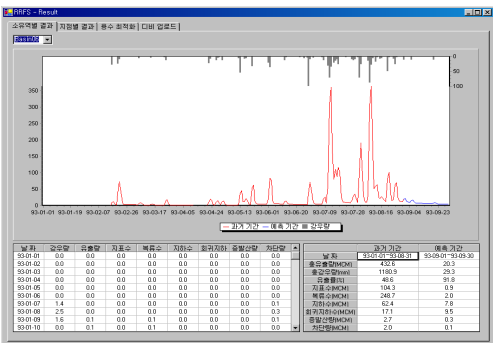 RRFS - Result
소유역별 결과 지점별 결과 용수 최적화 디비 업로드
Basin06
0
50
100
350
300
250
200
150
100
50
0
93-01-01 93-01-19 93-02-07 93-02-26 93-03-17 93-04-05 93-04-24 93-05-13 93-06-01 93-06-20 93-07-09 93-07-28 93-08-16 93-09-04 93-09-23
과거 기간 예측 기간 강우량
날 짜 강우량 유출량 지표수 복류수 지하수 회귀지하 증발산량 차단량
93-01-01 0.0 0.0 0.0 0.0 0.0 0.0 0.0 0.0
93-01-02 0.0 0.0 0.0 0.0 0.0 0.0 0.0 0.0
93-01-03 0.0 0.0 0.0 0.0 0.0 0.0 0.0 0.0
93-01-04 0.0 0.0 0.0 0.0 0.0 0.0 0.0 0.0
93-01-05 0.0 0.0 0.0 0.0 0.0 0.0 0.0 0.0
93-01-06 0.0 0.0 0.0 0.0 0.0 0.0 0.0 0.0
93-01-07 1.4 0.0 0.0 0.0 0.0 0.0 0.0 0.1
93-01-08 2.5 0.0 0.0 0.0 0.0 0.0 0.0 0.3
93-01-09 1.6 0.1 0.0 0.1 0.0 0.0 0.0 0.1
93-01-10 0.0 0.1 0.0 0.1 0.0 0.0 0.0 0.1
과거 기간 예측 기간
날 짜 93-01-01~93-08-31 93-09-01~93-09-30
총유출량(MCM) 432.6 20.3
총강우량(mm) 1180.9 29.3
유출률(%) 48.6 91.8
지표수(MCM) 104.3 0.9
복류수(MCM) 248.7 2.0
지하수(MCM) 62.4 7.8
회귀지하수(MCM) 17.1 9.5
증발산량(MCM) 2.7 0.3
차단량(MCM) 2.0 0.1